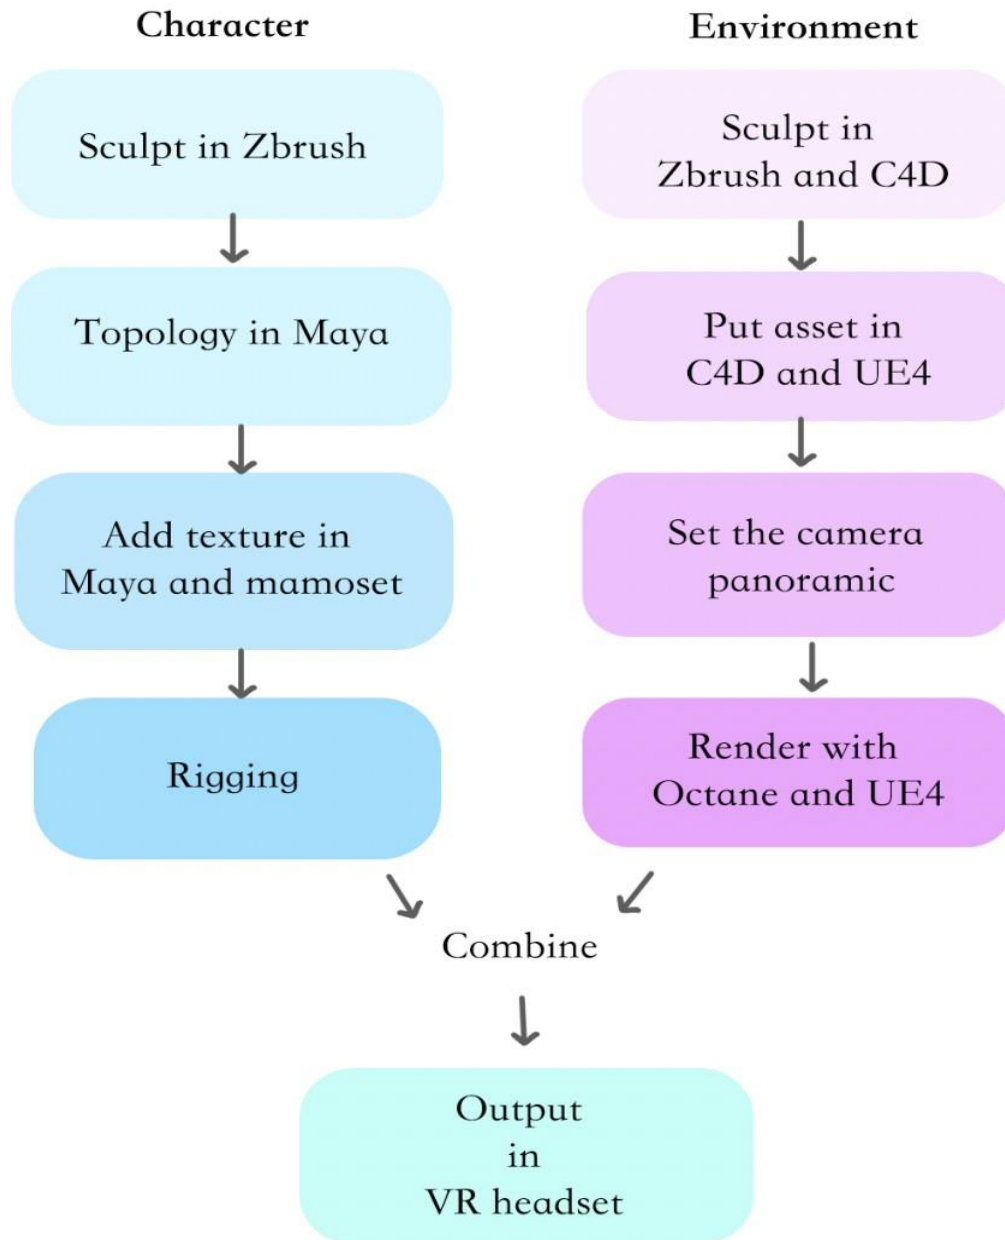 Character
Sculpt in Zbrush
Topology in Maya
Add texture in
Maya and mamoset
Rigging
Environment
Sculpt in
Zbrush and C4D
Put asset in
C4D and UE4
Set the camera
panoramic
Render with
Octane and UE4
Combine
Output
in
VR headset